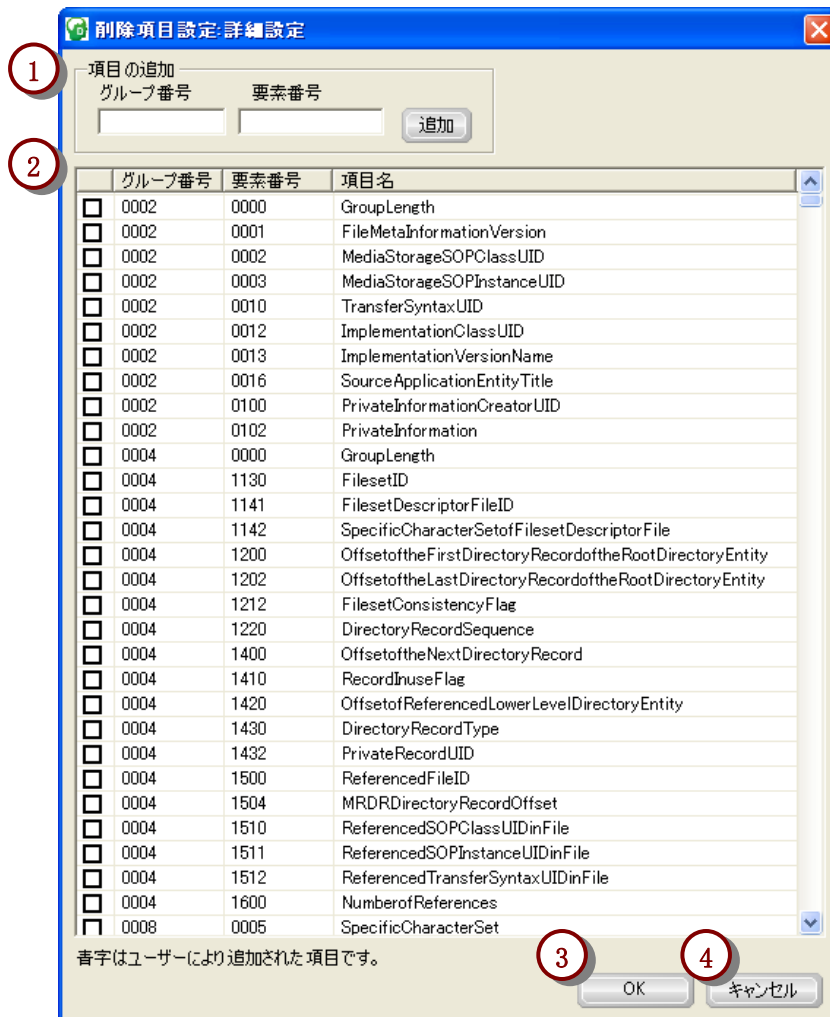 削除項目設定:詳細設定
1
項目の追加
グループ番号 要素番号
追加
2
グループ番号 要素番号 項目名
0002 0000 GroupLength
0002 0001 FileMetaInformationVersion
0002 0002 MediaStorageSOPClassUID
0002 0003 MediaStorageSOPInstanceUID
0002 0010 TransferSyntaxUID
0002 0012 ImplementationClassUID
0002 0013 ImplementationVersionName
0002 0016 SourceApplicationEntityTitle
0002 0100 PrivateInformationCreatorUID
0002 0102 PrivateInformation
0004 0000 GroupLength
0004 1130 FilesetID
0004 1141 FilesetDescriptorFileID
0004 1142 SpecificCharacterSetofFilesetDescriptorFile
0004 1200 OffsetoftheFirstDirectoryRecordoftheRootDirectoryEntity
0004 1202 OffsetoftheLastDirectoryRecordoftheRootDirectoryEntity
0004 1212 FilesetConsistencyFlag
0004 1220 DirectoryRecordSequence
0004 1400 OffsetoftheNextDirectoryRecord
0004 1410 RecordInuseFlag
0004 1420 OffsetofReferencedLowerLevelDirectoryEntity
0004 1430 DirectoryRecordType
0004 1432 PrivateRecordUID
0004 1500 ReferencedFileID
0004 1504 MRDRDirectoryRecordOffset
0004 1510 ReferencedSOPClassUIDinFile
0004 1511 ReferencedSOPInstanceUIDinFile
0004 1512 ReferencedTransferSyntaxUIDinFile
0004 1600 NumberofReferences
0008 0005 SpecificCharacterSet
青字はユーザーにより追加された項目です。
3 4
OK キャンセル